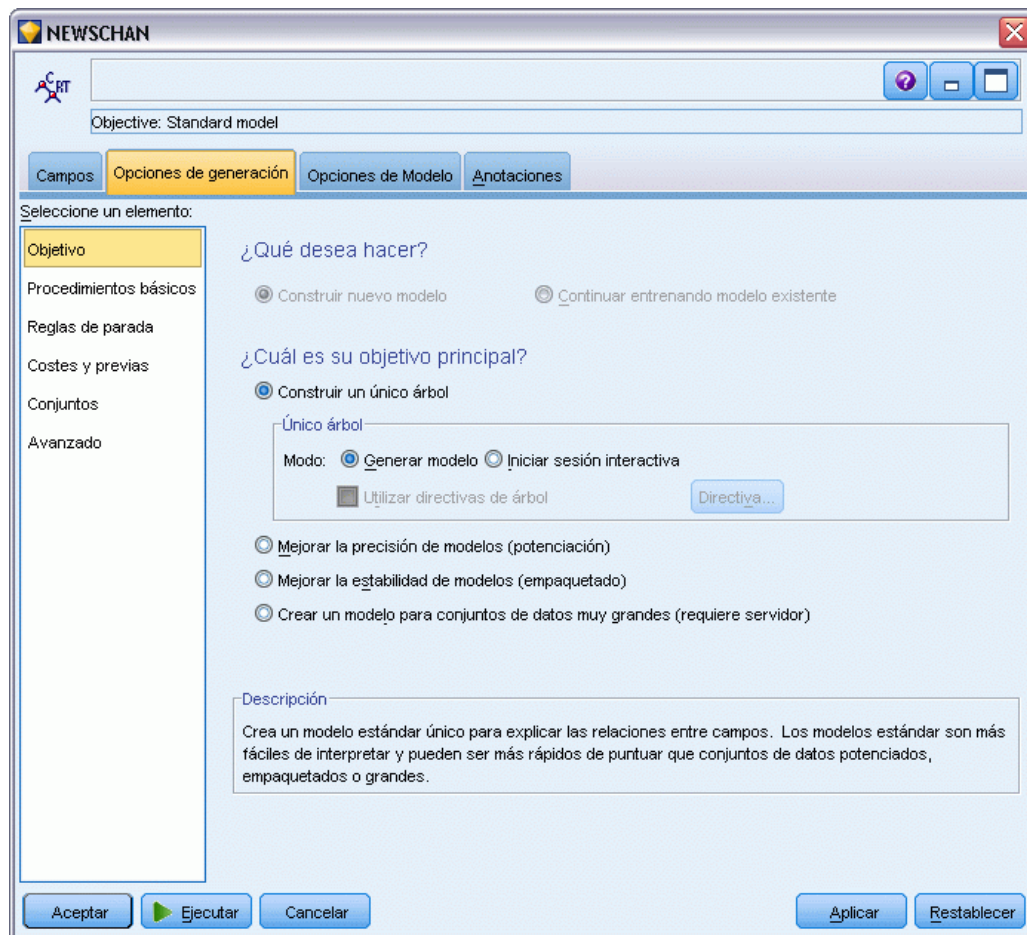 NEWSCHAN
C RT
Objective: Standard model
Campos
Opciones de generación
Opciones de Modelo
Anotaciones
Seleccione un elemento:
Objetivo
Procedimientos básicos
Reglas de parada
Costes y previas
Conjuntos
Avanzado
¿Qué desea hacer?
Construir nuevo modelo
Continuar entrenando modelo existente
¿Cuál es su objetivo principal?
Construir un único árbol
Único árbol
Modo:
Generar modelo
Iniciar sesión interactiva
Utilizar directivas de árbol
Directiva...
Mejorar la precisión de modelos (potenciación)
Mejorar la estabilidad de modelos (empaquetado)
Crear un modelo para conjuntos de datos muy grandes (requiere servidor)
Descripción
Crea un modelo estándar único para explicar las relaciones entre campos. Los modelos estándar son más
fáciles de interpretar y pueden ser más rápidos de puntuar que conjuntos de datos potenciados,
empaquetados o grandes.
Aceptar
Ejecutar
Cancelar
Aplicar
Restablecer